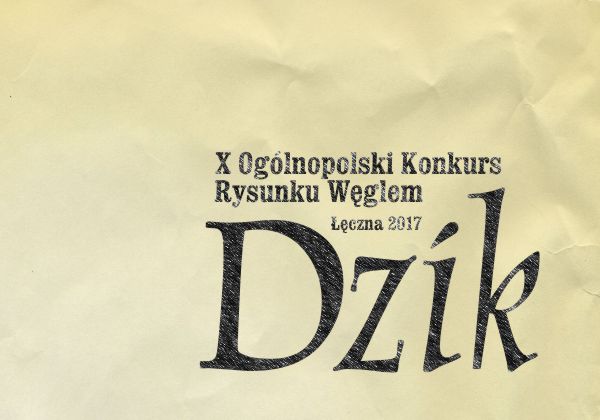 X Ogólnopolski Konkurs
Rysunku Węglem
Łęczna 2017
Dzik